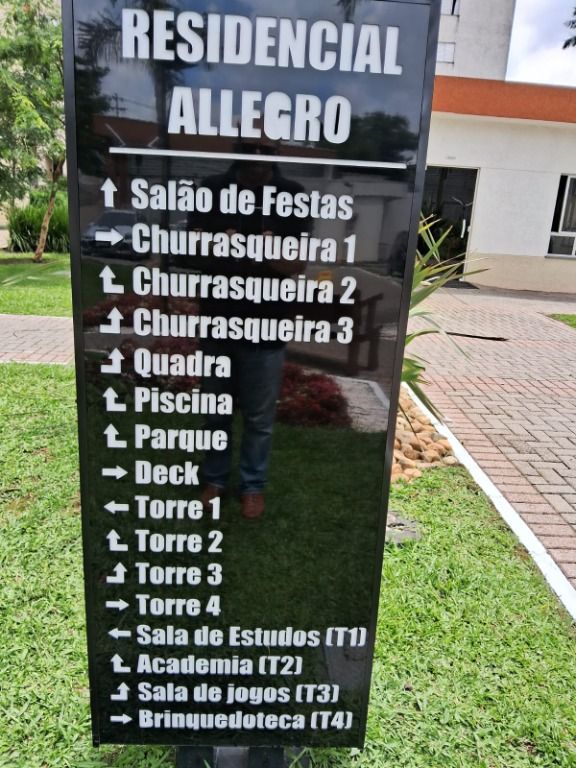 RESIDENCIAL
ALLEGRO
Salão de Festas
Churrasqueira 1
Churrasqueira 2
Churrasqueira 3
Quadra
Piscina
Parque
Deck
Torre 1
Torre 2
Torre 3
Torre 4
Sala de Estudos (T1)
Academia (T2)
Sala de jogos (T3)
Brinquedoteca (T4)